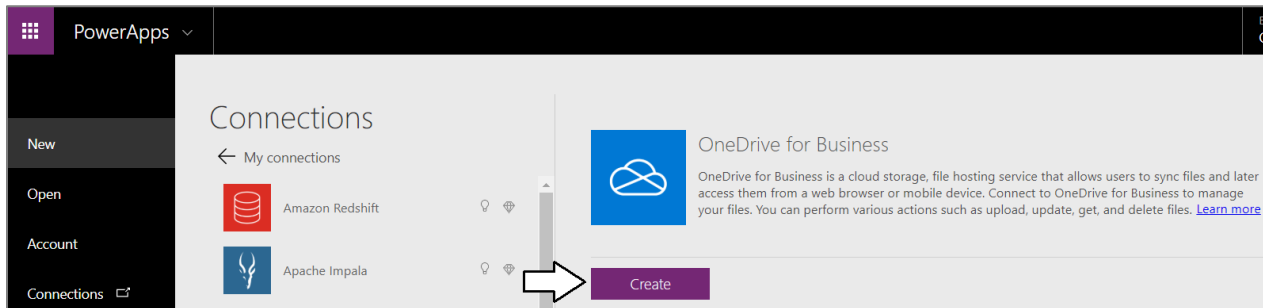 PowerApps
New
Open
Account
Connections
Connections
My connections
Amazon Redshift
Apache Impala
OneDrive for Business
OneDrive for Business is a cloud storage, file hosting service that allows users to sync files and later
access them from a web browser or mobile device. Connect to OneDrive for Business to manage
your files. You can perform various actions such as upload, update, get, and delete files. Learn more
Create